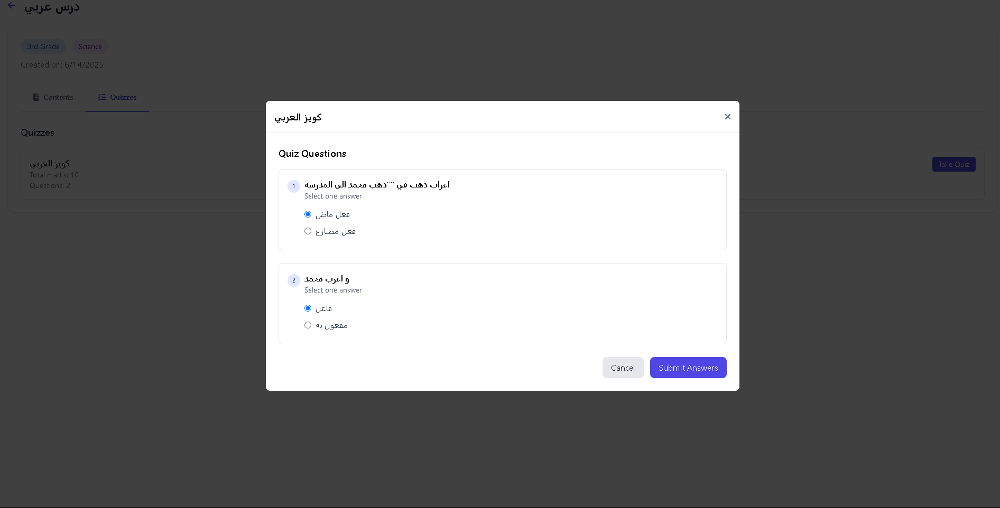 درس عربي
3rd Grade
Science
Created on: 6/14/2025
Contents
Quizzes
Quizzes
كويز العربي
Total marks: 10
Questions: 2
Take Quiz
كويز العربي
Quiz Questions
1
اعراب ذهب في """ذهب محمد الى المدرسة
Select one answer
فعل ماض
فعل مضارع
2
و اعرب محمد
Select one answer
فاعل
مفعول به
Cancel
Submit Answers